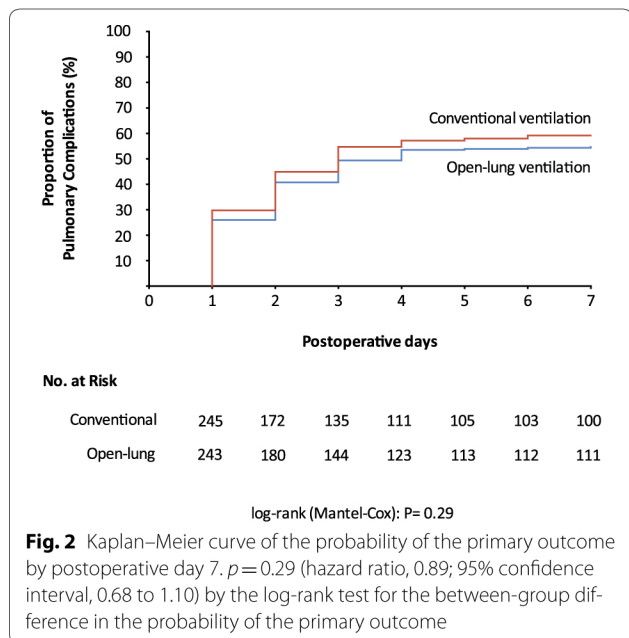 100
90
80
70
60
50
40
30
20
10
Proportion of
Pulmonary Complications (%)
Conventional ventilation
Open-lung ventilation
0 1 2 3 4 5 6 7
Postoperative days
No. at Risk
Conventional 245 172 135 111 105 103 100
Open-lung 243 180 144 123 113 112 111
log-rank (Mantel-Cox): P= 0.29
Fig. 2 Kaplan–Meier curve of the probability of the primary outcome
by postoperative day 7. p = 0.29 (hazard ratio, 0.89; 95% confidence
interval, 0.68 to 1.10) by the log-rank test for the between-group dif-
ference in the probability of the primary outcome